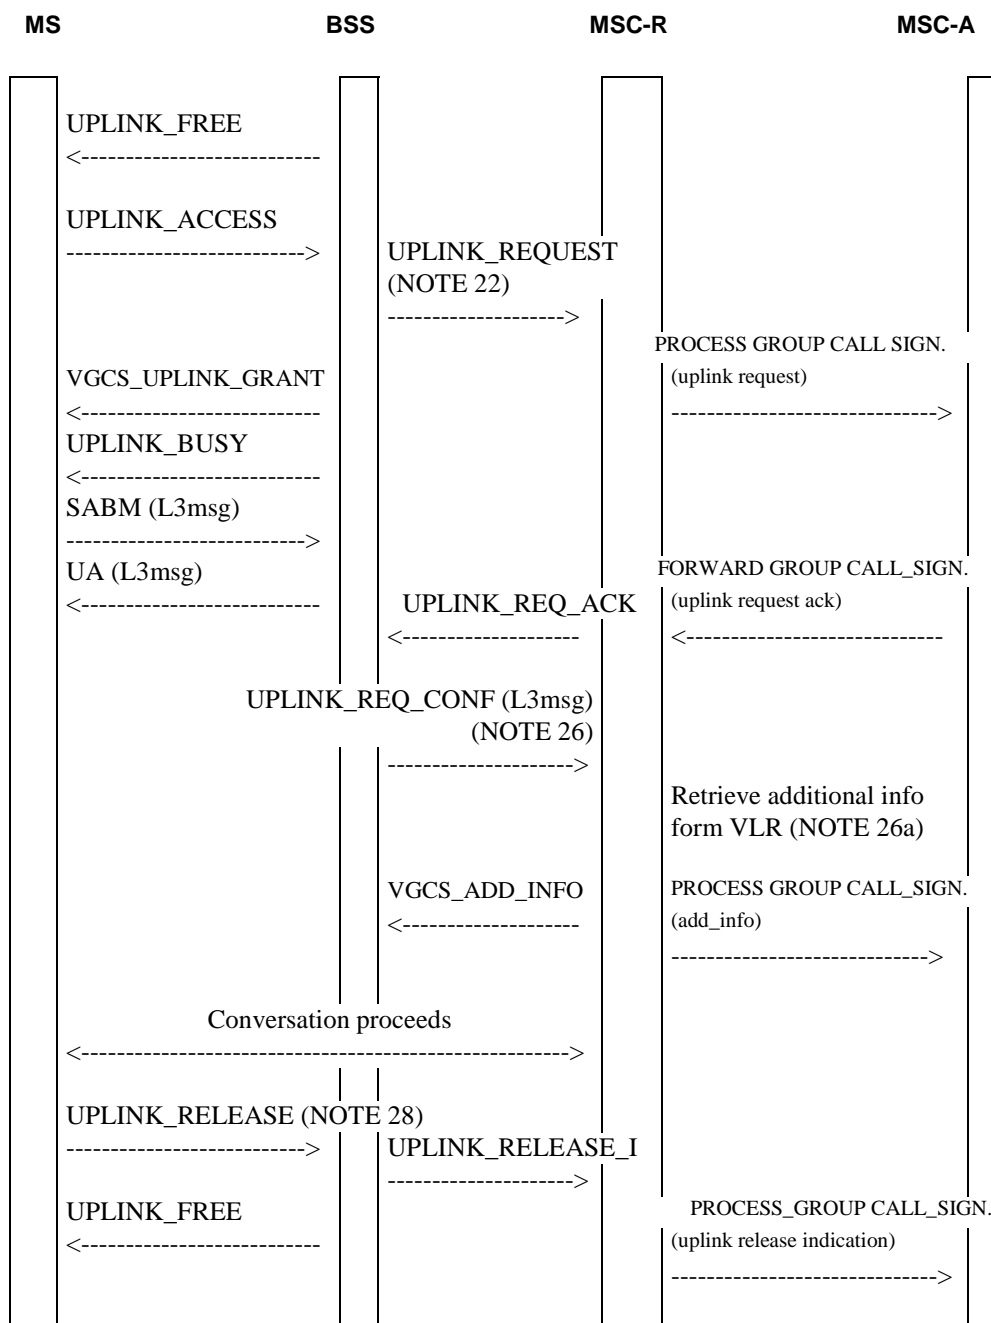 MS BSS MSC-R MSC-A
UPLINK_FREE
<---------------------------
UPLINK_ACCESS
--------------------------->
UPLINK_REQUEST
(NOTE 22)
-------------------->
PROCESS GROUP CALL SIGN.
(uplink request)
------------------------------>
VGCS_UPLINK_GRANT
<---------------------------
UPLINK_BUSY
<---------------------------
SABM (L3msg)
--------------------------->
UA (L3msg)
<---------------------------
FORWARD GROUP CALL_SIGN.
(uplink request ack)
<-----------------------------
UPLINK_REQ_ACK
<--------------------
UPLINK_REQ_CONF (L3msg)
(NOTE 26)
--------------------->
Retrieve additional info
form VLR (NOTE 26a)
VGCS_ADD_INFO
<--------------------
PROCESS GROUP CALL_SIGN.
(add_info)
----------------------------->
Conversation proceeds
<------------------------------------------------------->
UPLINK_RELEASE (NOTE 28)
--------------------------->
UPLINK_RELEASE_I
--------------------->
UPLINK_FREE
<---------------------------
PROCESS_GROUP CALL_SIGN.
(uplink release indication)
------------------------------>